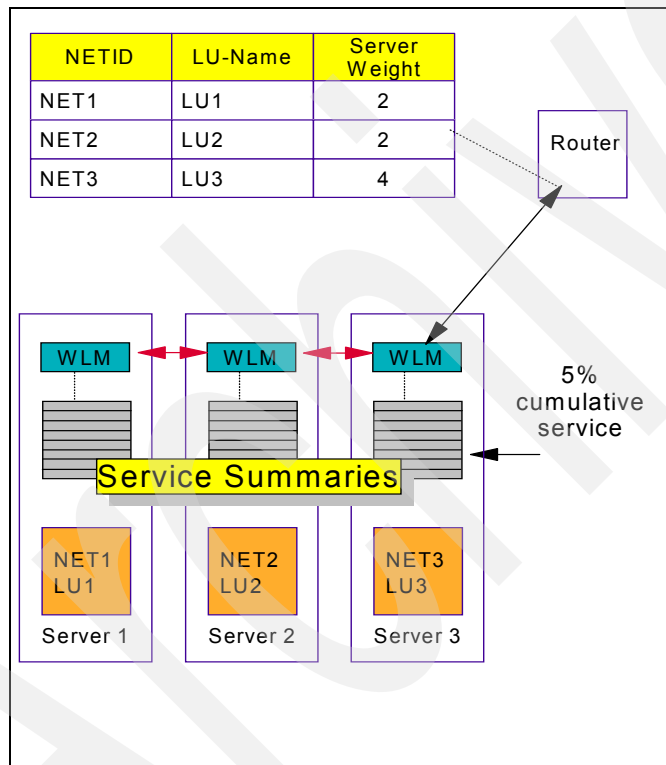 NETID LU-Name Server Weight
NET1 LU1 2
NET2 LU2 2
NET3 LU3 4
Router
WLM WLM WLM
5%
cumulative
service
Service Summaries
NET1
LU1
NET2
LU2
NET3
LU3
Server 1 Server 2 Server 3